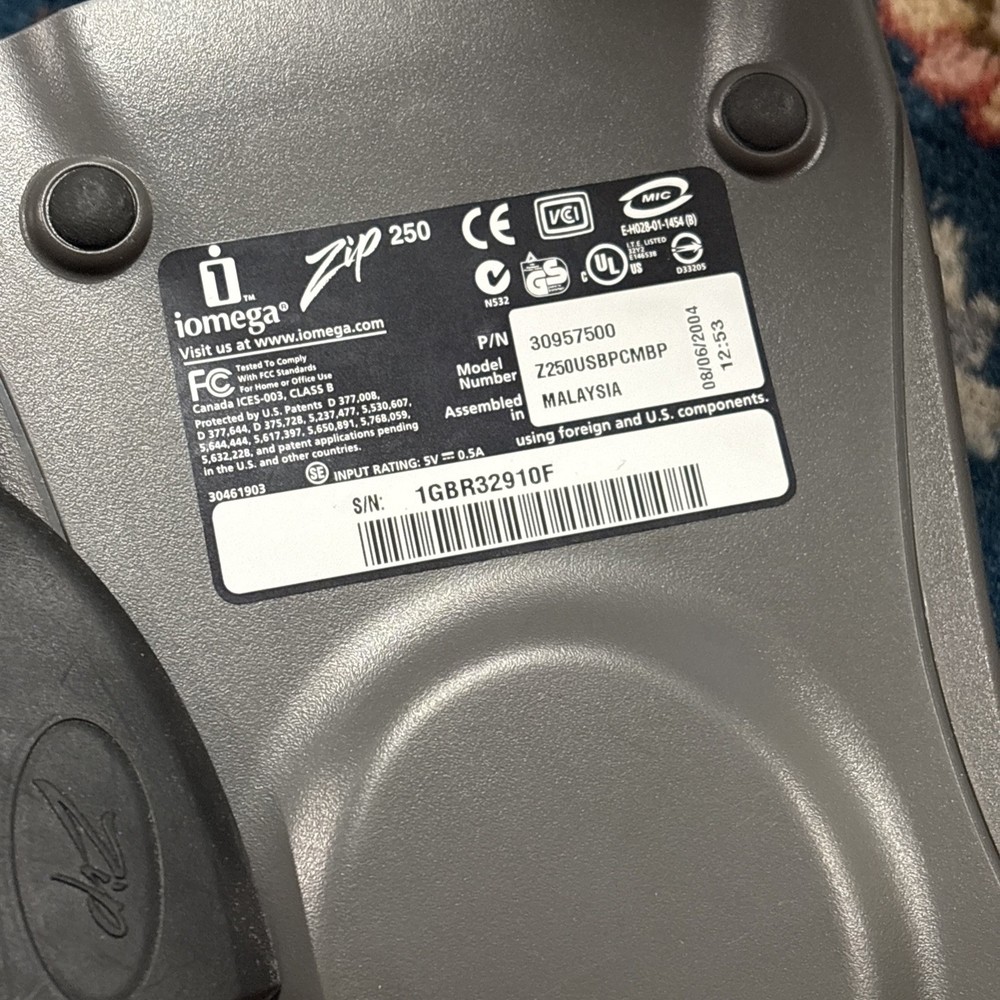 iomega®
Zip 250
CE
VCI
MIC
E-H028-01-1454 (B)
N532
GS
C UL US
I.T.E. LISTED
32Y2
E146538
D33205
Visit us at www.iomega.com
FC
Tested To Comply
With FCC Standards
For Home or Office Use
Canada ICES-003, CLASS B
Protected by U.S. Patents D 377,008,
D 377,644, D 375,728, 5,237,477, 5,530,607,
5,644,444, 5,617,397, 5,650,891, 5,768,059,
5,632,228, and patent applications pending
in the U.S. and other countries.
P/N 30957500
Model Number Z250USBPCMBP
Assembled in MALAYSIA
08/06/2004
12:53
using foreign and U.S. components.
SE INPUT RATING: 5V 0.5A
30461903
S/N: 1GBR32910F
Zip